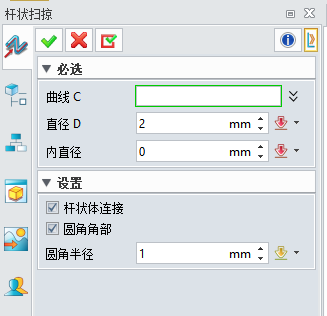 杆状扫掠
必选
曲线 C
直径 D 2 mm
内直径 0 mm
设置
杆状体连接
圆角角部
圆角半径 1 mm